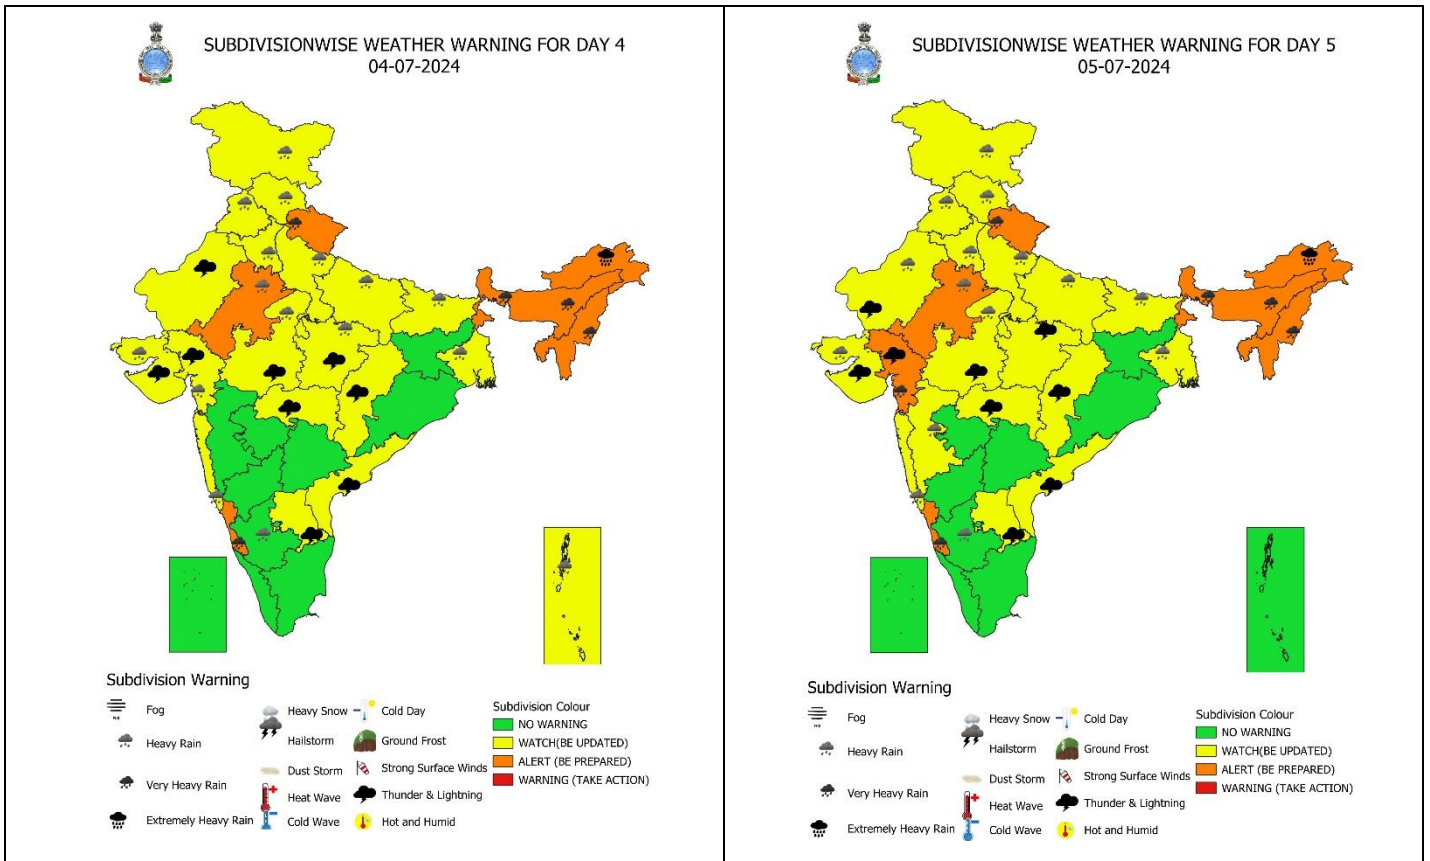 SUBDIVISIONWISE WEATHER WARNING FOR DAY 4
04-07-2024
Subdivision Warning
Fog
Heavy Rain
Very Heavy Rain
Extremely Heavy Rain
Heavy Snow
Hailstorm
Dust Storm
Heat Wave
Cold Wave
Cold Day
Ground Frost
Strong Surface Winds
Thunder & Lightning
Hot and Humid
Subdivision Colour
NO WARNING
WATCH(BE UPDATED)
ALERT (BE PREPARED)
WARNING (TAKE ACTION)
SUBDIVISIONWISE WEATHER WARNING FOR DAY 5
05-07-2024
Subdivision Warning
Fog
Heavy Rain
Very Heavy Rain
Extremely Heavy Rain
Heavy Snow
Hailstorm
Dust Storm
Heat Wave
Cold Wave
Cold Day
Ground Frost
Strong Surface Winds
Thunder & Lightning
Hot and Humid
Subdivision Colour
NO WARNING
WATCH(BE UPDATED)
ALERT (BE PREPARED)
WARNING (TAKE ACTION)